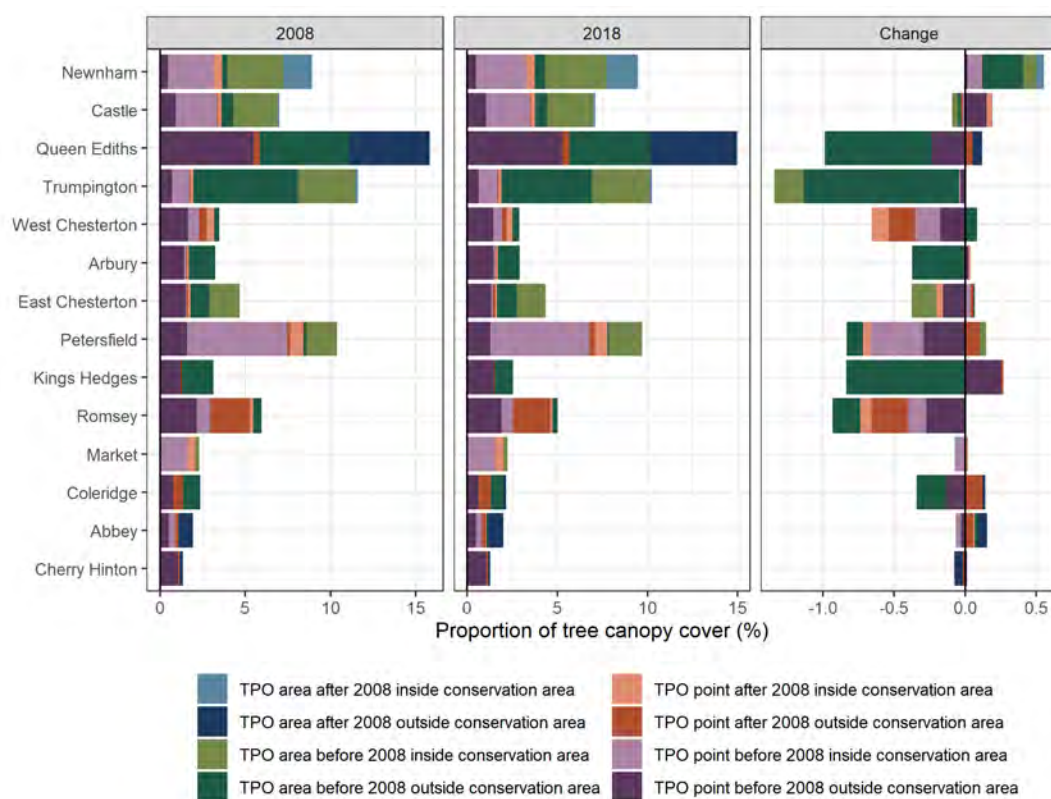 2008 2018 Change
Newnham
Castle
Queen Ediths
Trumpington
West Chesterton
Arbury
East Chesterton
Petersfield
Kings Hedges
Romsey
Market
Coleridge
Abbey
Cherry Hinton
0 5 10 15 0 5 10 15 -1.0 -0.5 0.0 0.5
Proportion of tree canopy cover (%)
TPO area after 2008 inside conservation area TPO point after 2008 inside conservation area
TPO area after 2008 outside conservation area TPO point after 2008 outside conservation area
TPO area before 2008 inside conservation area TPO point before 2008 inside conservation area
TPO area before 2008 outside conservation area TPO point before 2008 outside conservation area